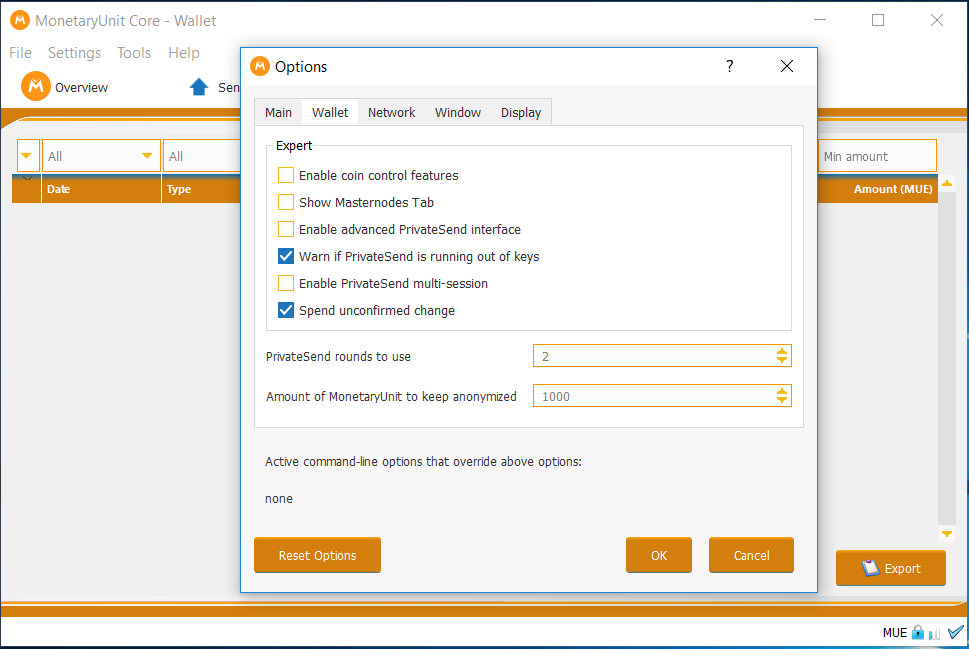 MonetaryUnit Core - Wallet
File Settings Tools Help
Overview
Sen
All
All
Min amount
Date
Type
Amount (MUE)
Options
?
Main Wallet Network Window Display
Expert
Enable coin control features
Show Masternodes Tab
Enable advanced PrivateSend interface
Warn if PrivateSend is running out of keys
Enable PrivateSend multi-session
Spend unconfirmed change
PrivateSend rounds to use 2
Amount of MonetaryUnit to keep anonymized 1000
Active command-line options that override above options:
none
Reset Options OK Cancel
Export
MUE